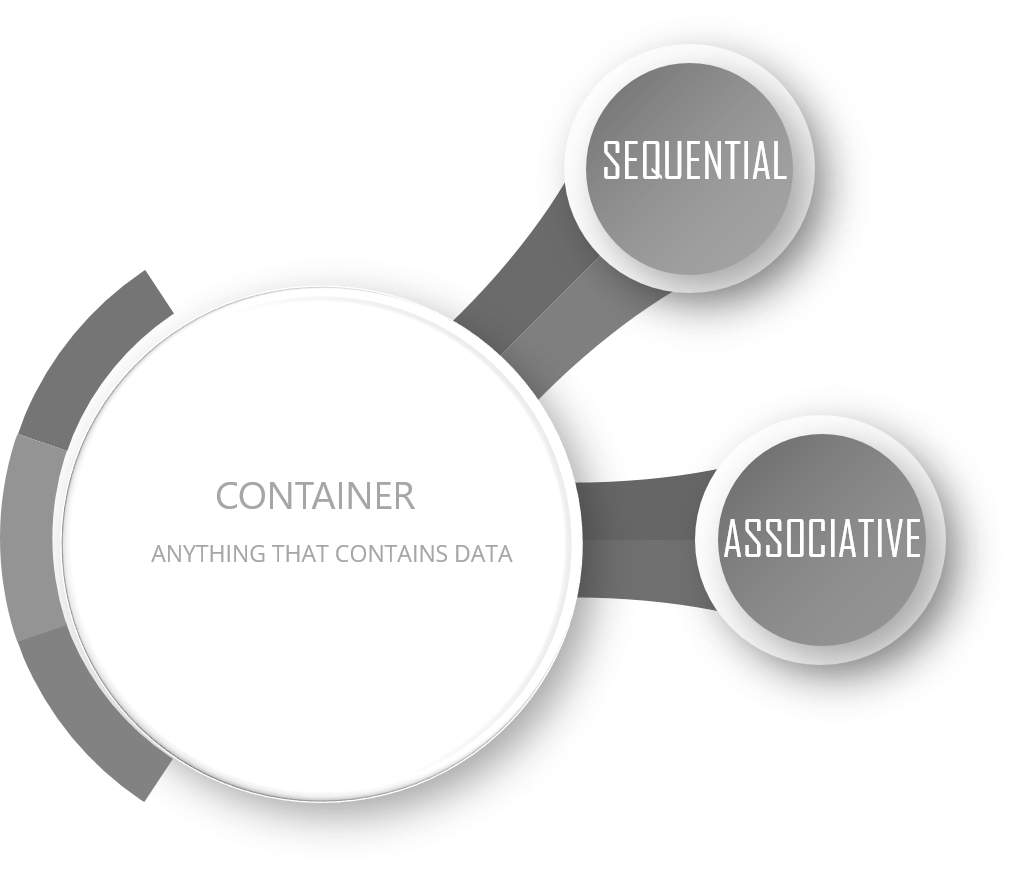 SEQUENTIAL
CONTAINER
ANYTHING THAT CONTAINS DATA
ASSOCIATIVE